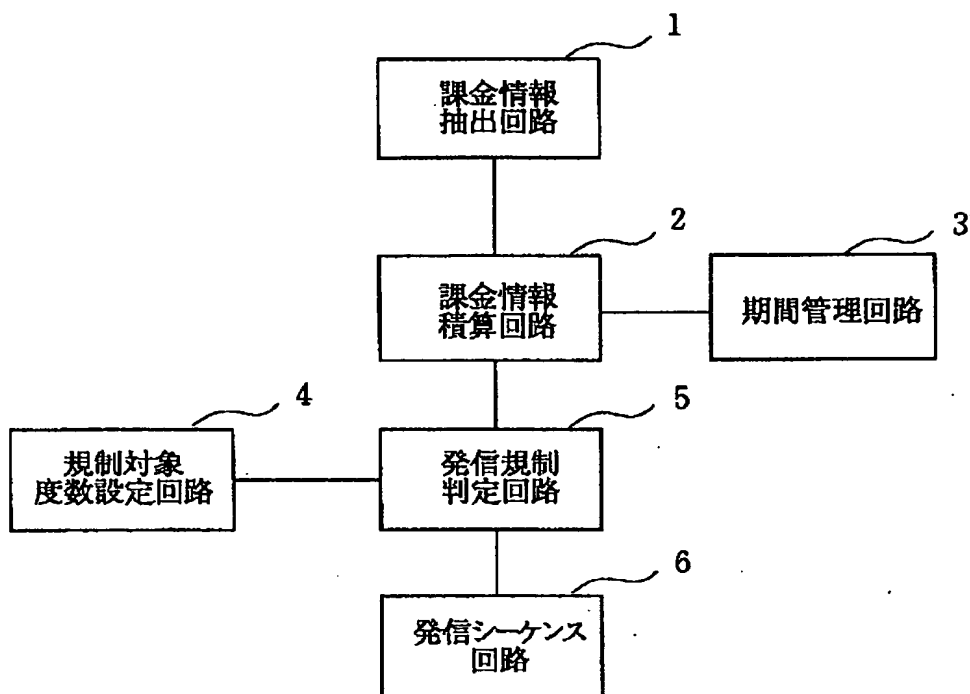 1
課金情報
抽出回路
2
課金情報
積算回路
3
期間管理回路
4
規制対象
度数設定回路
5
発信規制
判定回路
6
発信シーケンス
回路